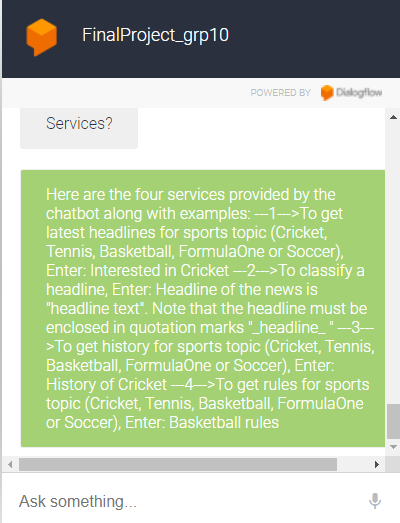 FinalProject_grp10
POWERED BY Dialogflow
Services?
Here are the four services provided by the
chatbot along with examples: ---1--->To get
latest headlines for sports topic (Cricket,
Tennis, Basketball, FormulaOne or Soccer),
Enter: Interested in Cricket ---2--->To classify a
headline, Enter: Headline of the news is
"headline text". Note that the headline must be
enclosed in quotation marks "_headline_ " ---3---
>To get history for sports topic (Cricket, Tennis,
Basketball, FormulaOne or Soccer), Enter:
History of Cricket ---4--->To get rules for sports
topic (Cricket, Tennis, Basketball, FormulaOne
or Soccer), Enter: Basketball rules
Ask something...